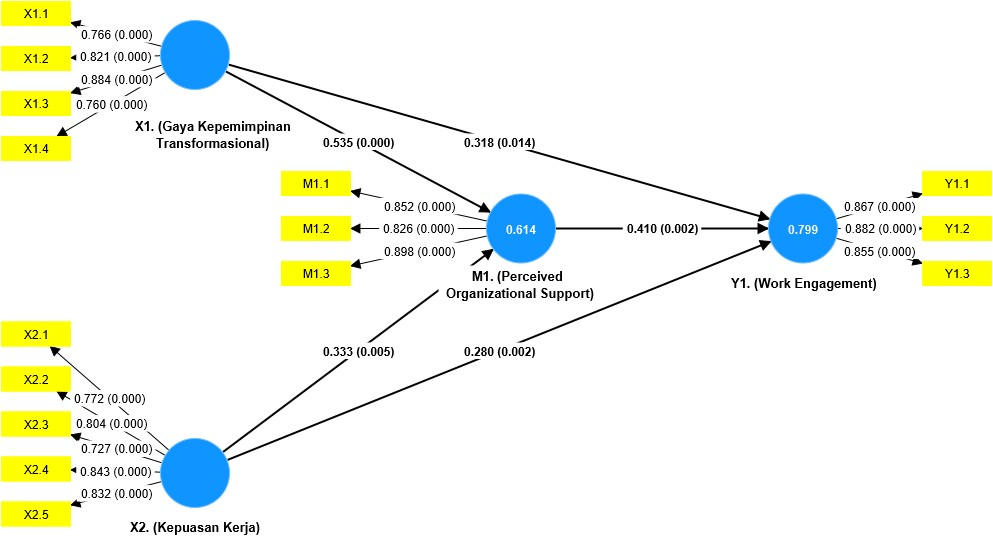 X1.1
0.766 (0.000)
X1.2
0.821 (0.000)
0.884 (0.000)
X1.3
0.760 (0.000)
X1.4
X1. (Gaya Kepemimpinan
Transformasional)
0.535 (0.000)
0.318 (0.014)
M1.1
0.852 (0.000)
M1.2
0.826 (0.000)
0.898 (0.000)
M1.3
0.614
M1. (Perceived
Organizational Support)
0.410 (0.002)
0.799
Y1. (Work Engagement)
Y1.1
0.867 (0.000)
0.882 (0.000)
Y1.2
0.855 (0.000)
Y1.3
0.333 (0.005)
0.280 (0.002)
X2.1
X2.2
0.772 (0.000)
X2.3
0.804 (0.000)
0.727 (0.000)
X2.4
0.843 (0.000)
0.832 (0.000)
X2.5
X2. (Kepuasan Kerja)